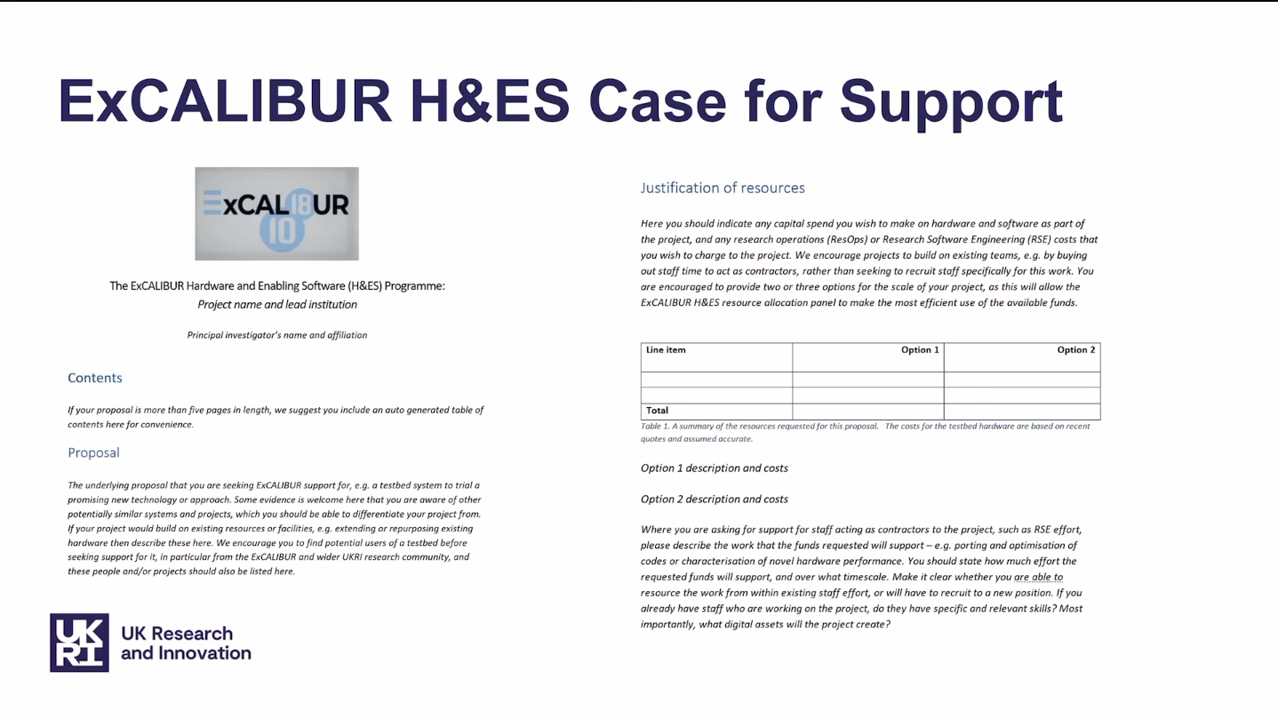 ExCALIBUR H&ES Case for Support
ExCAL18UR
10
The ExCALIBUR Hardware and Enabling Software (H&ES) Programme:
Project name and lead institution
Principal investigator's name and affiliation
Contents
If your proposal is more than five pages in length, we suggest you include an auto generated table of
contents here for convenience.
Proposal
The underlying proposal that you are seeking ExCALIBUR support for, e.g. a testbed system to trial a
promising new technology or approach. Some evidence is welcome here that you are aware of other
potentially similar systems and projects, which you should be able to differentiate your project from.
If your project would build on existing resources or facilities, e.g. extending or repurposing existing
hardware then describe these here. We encourage you to find potential users of a testbed before
seeking support for it, in particular from the ExCALIBUR and wider UKRI research community, and
these people and/or projects should also be listed here.
UK
RI
UK Research
and Innovation
Justification of resources
Here you should indicate any capital spend you wish to make on hardware and software as part of
the project, and any research operations (ResOps) or Research Software Engineering (RSE) costs that
you wish to charge to the project. We encourage projects to build on existing teams, e.g. by buying
out staff time to act as contractors, rather than seeking to recruit staff specifically for this work. You
are encouraged to provide two or three options for the scale of your project, as this will allow the
ExCALIBUR H&ES resource allocation panel to make the most efficient use of the available funds.
Line item Option 1 Option 2
Total
Table 1. A summary of the resources requested for this proposal. The costs for the testbed hardware are based on recent
quotes and assumed accurate.
Option 1 description and costs
Option 2 description and costs
Where you are asking for support for staff acting as contractors to the project, such as RSE effort,
please describe the work that the funds requested will support – e.g. porting and optimisation of
codes or characterisation of novel hardware performance. You should state how much effort the
requested funds will support, and over what timescale. Make it clear whether you are able to
resource the work from within existing staff effort, or will have to recruit to a new position. If you
already have staff who are working on the project, do they have specific and relevant skills? Most
importantly, what digital assets will the project create?